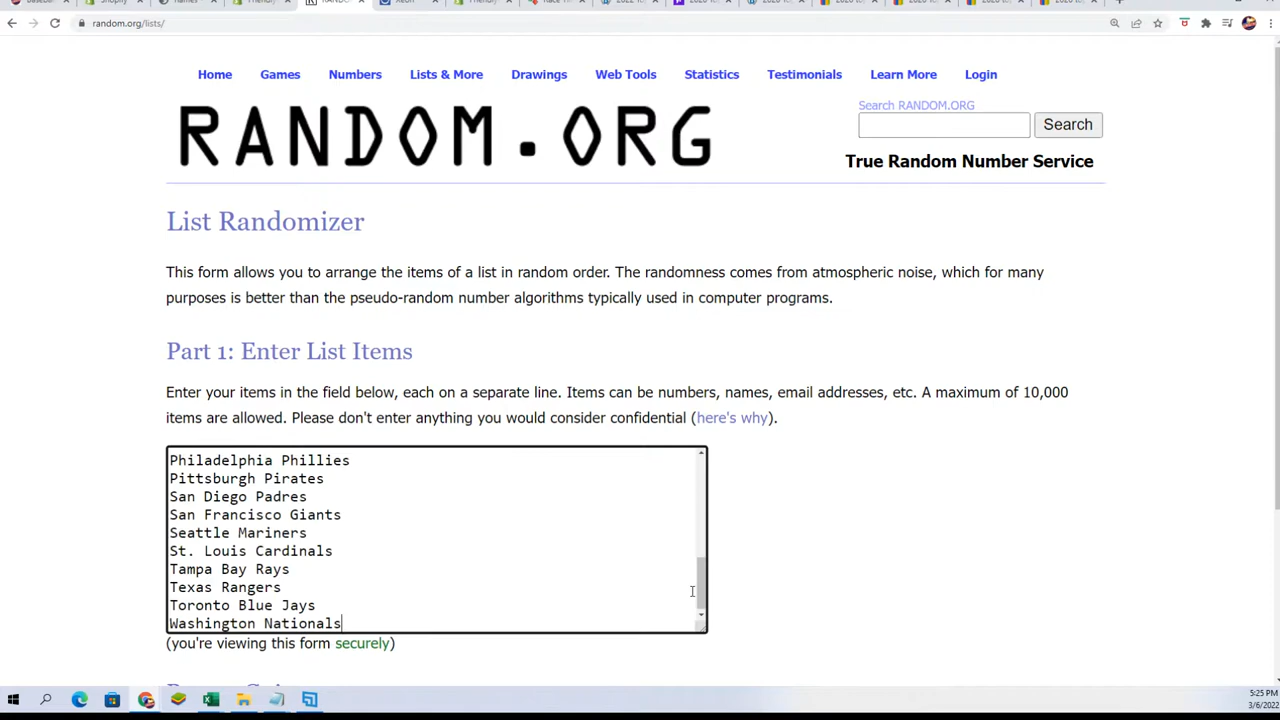 random.org/lists/
Home Games Numbers Lists & More Drawings Web Tools Statistics Testimonials Learn More Login
Search RANDOM.ORG
RANDOM.ORG
Search
True Random Number Service
List Randomizer
This form allows you to arrange the items of a list in random order. The randomness comes from atmospheric noise, which for many
purposes is better than the pseudo-random number algorithms typically used in computer programs.
Part 1: Enter List Items
Enter your items in the field below, each on a separate line. Items can be numbers, names, email addresses, etc. A maximum of 10,000
items are allowed. Please don't enter anything you would consider confidential (here's why).
Philadelphia Phillies
Pittsburgh Pirates
San Diego Padres
San Francisco Giants
Seattle Mariners
St. Louis Cardinals
Tampa Bay Rays
Texas Rangers
Toronto Blue Jays
Washington Nationals
(you're viewing this form securely)
5:25 PM
3/6/2022